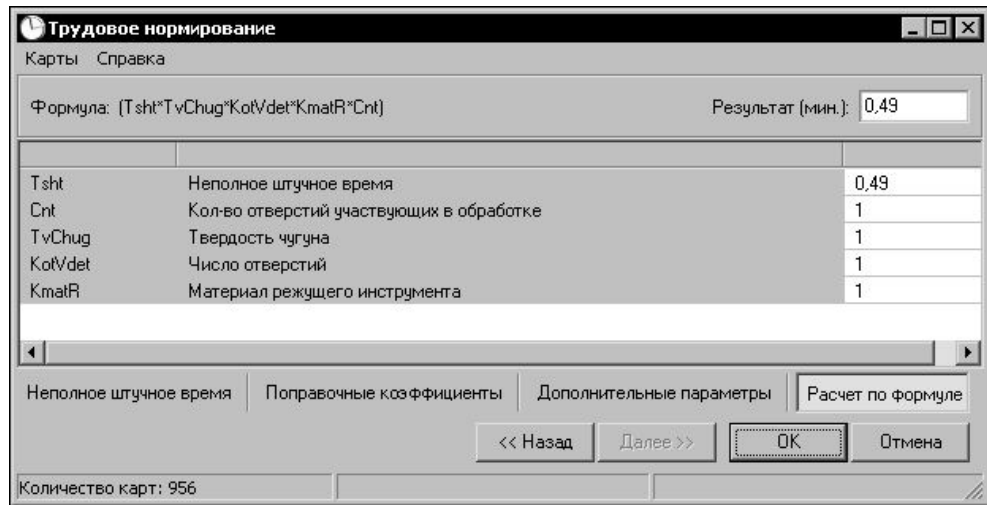 Трудовое нормирование
Карты Справка
Формула: (Tsht*TvChug*KotVdet*KmatR*Cnt) Результат (мин.): 0,49
Tsht Неполное штучное время 0,49
Cnt Кол-во отверстий участвующих в обработке 1
TvChug Твердость чугуна 1
KotVdet Число отверстий 1
KmatR Материал режущего инструмента 1
Неполное штучное время Поправочные коэффициенты Дополнительные параметры Расчет по формуле
<< Назад Далее >> OK Отмена
Количество карт: 956